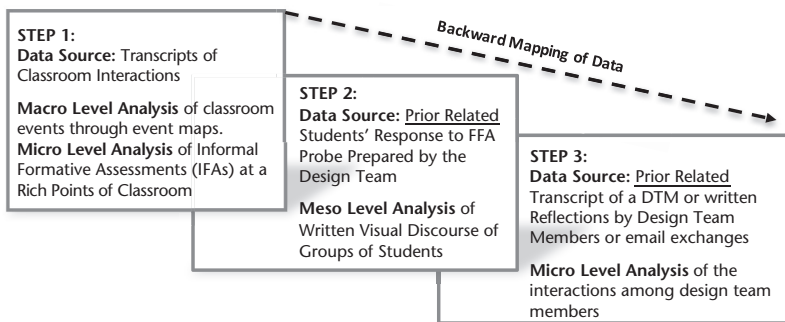 Backward Mapping of Data
STEP 1:
Data Source: Transcripts of
Classroom Interactions
Macro Level Analysis of classroom
events through event maps.
Micro Level Analysis of Informal
Formative Assessments (IFAs) at a
Rich Points of Classroom
STEP 2:
Data Source: Prior Related
Students’ Response to FFA
Probe Prepared by the
Design Team
Meso Level Analysis of
Written Visual Discourse of
Groups of Students
STEP 3:
Data Source: Prior Related
Transcript of a DTM or written
Reflections by Design Team
Members or email exchanges
Micro Level Analysis of the
interactions among design team
members